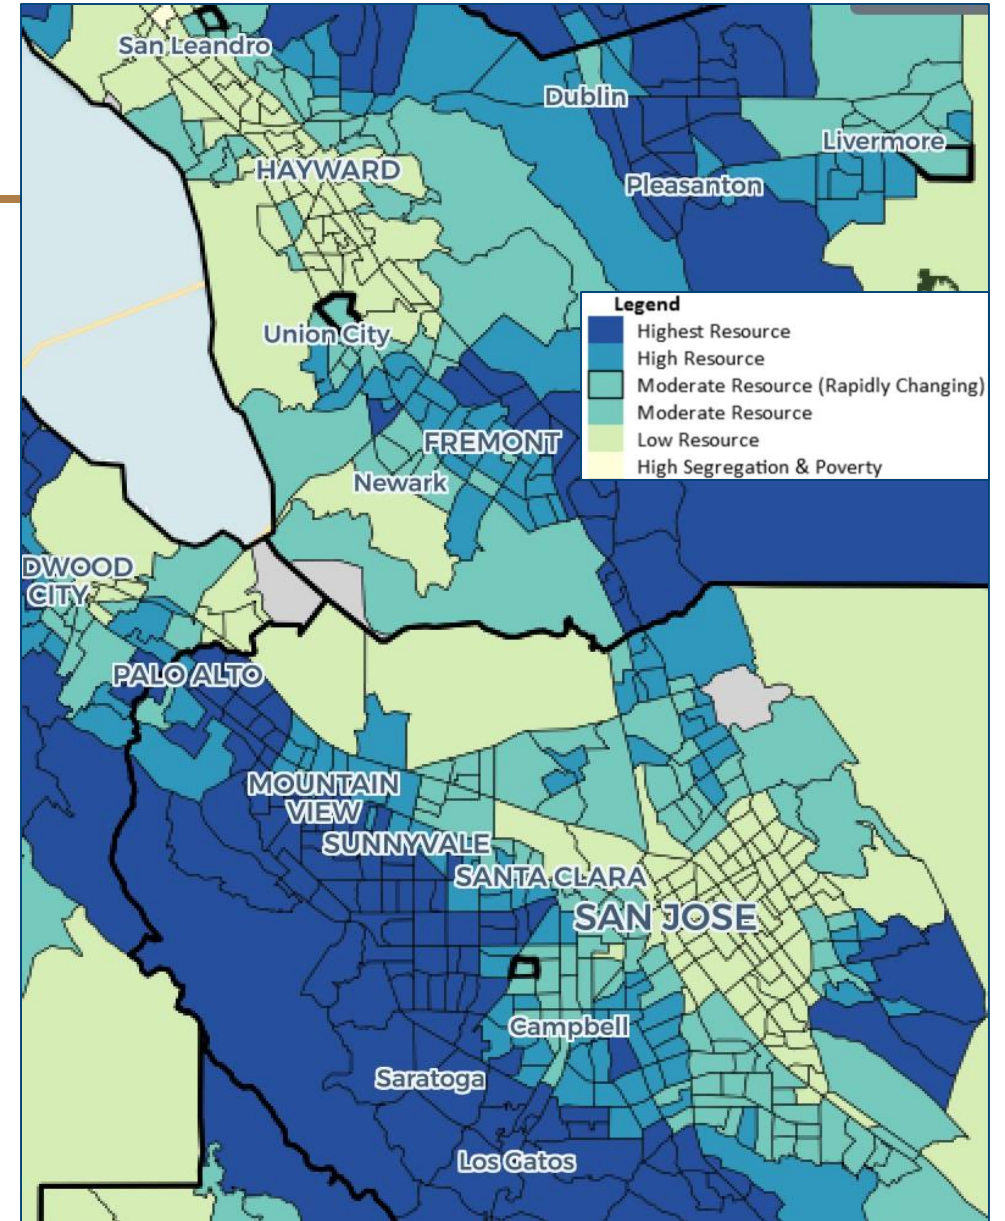 San Leandro
Dublin
Livermore
HAYWARD
Pleasanton
Legend
Highest Resource
High Resource
Moderate Resource (Rapidly Changing)
Moderate Resource
Low Resource
High Segregation & Poverty
Union City
FREMONT
Newark
DWOOD
CITY
PALO ALTO
MOUNTAIN
VIEW
SUNNYVALE
SANTA CLARA
SAN JOSE
Campbell
Saratoga
Los Gatos